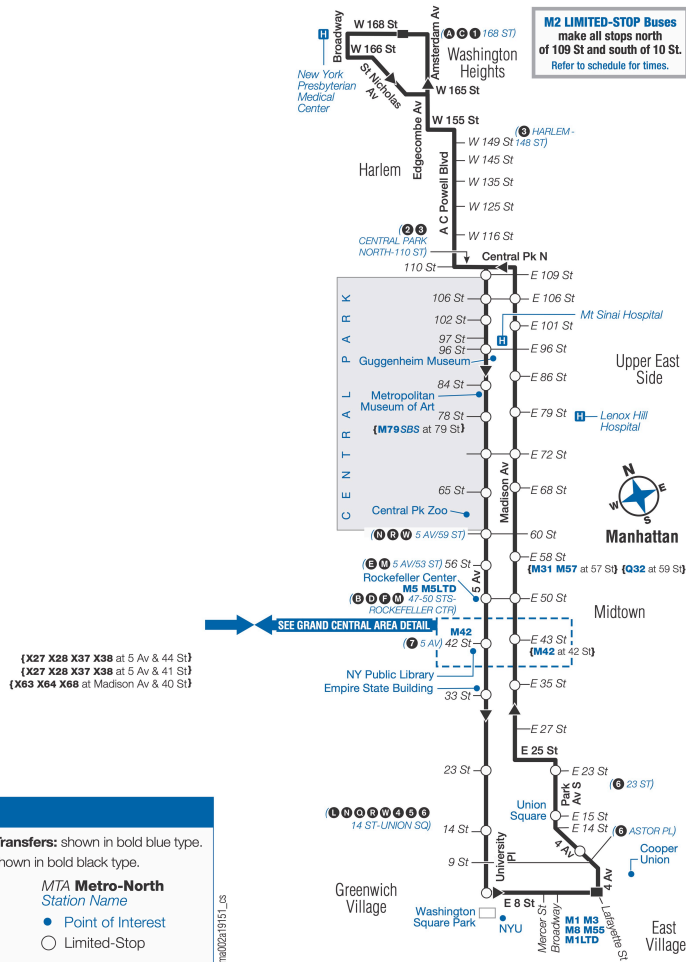 M2 LIMITED-STOP Buses
make all stops north
of 109 St and south of 10 St.
Refer to schedule for times.
Broadway
W 168 St
Amsterdam Av
(A C 1 168 ST)
H
Washington
Heights
W 166 St
St Nicholas
Av
New York
Presbyterian
Medical
Center
W 165 St
Edgecombe Av
W 155 St
(3 HARLEM -
148 ST)
W 149 St
Harlem
A C Powell Blvd
W 145 St
W 135 St
W 125 St
W 116 St
(2 3
CENTRAL PARK
NORTH-110 ST)
Central Pk N
110 St
E 109 St
CENTRAL PARK
106 St
E 106 St
102 St
Mt Sinai Hospital
E 101 St
97 St
H
96 St
E 96 St
Guggenheim Museum
Upper East
Side
E 86 St
84 St
Metropolitan
Museum of Art
78 St
E 79 St
H
Lenox Hill
Hospital
{M79SBS at 79 St}
E 72 St
Madison Av
65 St
E 68 St
Central Pk Zoo
N
E
W
S
Manhattan
(N R W 5 AV/59 ST)
60 St
E 58 St
(E M 5 AV/53 ST) 56 St
{M31 M57 at 57 St} {Q32 at 59 St}
Rockefeller Center
M5 M5LTD
5 Av
(B D F M 47-50 STS-
ROCKEFELLER CTR)
E 50 St
Midtown
SEE GRAND CENTRAL AREA DETAIL
M42
(7 5 AV) 42 St
E 43 St
{M42 at 42 St}
{X27 X28 X37 X38 at 5 Av & 44 St}
{X27 X28 X37 X38 at 5 Av & 41 St}
{X63 X64 X68 at Madison Av & 40 St}
NY Public Library
Empire State Building
E 35 St
33 St
E 27 St
E 25 St
23 St
E 23 St
Park
Av S
(6 23 ST)
Union
Square
E 15 St
E 14 St
(L N Q R W 4 5 6
14 ST-UNION SQ)
14 St
(6 ASTOR PL)
4 Av
University
Pl
9 St
Cooper
Union
4 Av
Greenwich
Village
E 8 St
Washington
Square Park
NYU
Mercer St
Broadway
M1 M3
M8 M55
M1LTD
Lafayette St
East
Village
Transfers: shown in bold blue type.
hown in bold black type.
MTA Metro-North
Station Name
Point of Interest
Limited-Stop
ma002a19151_cs